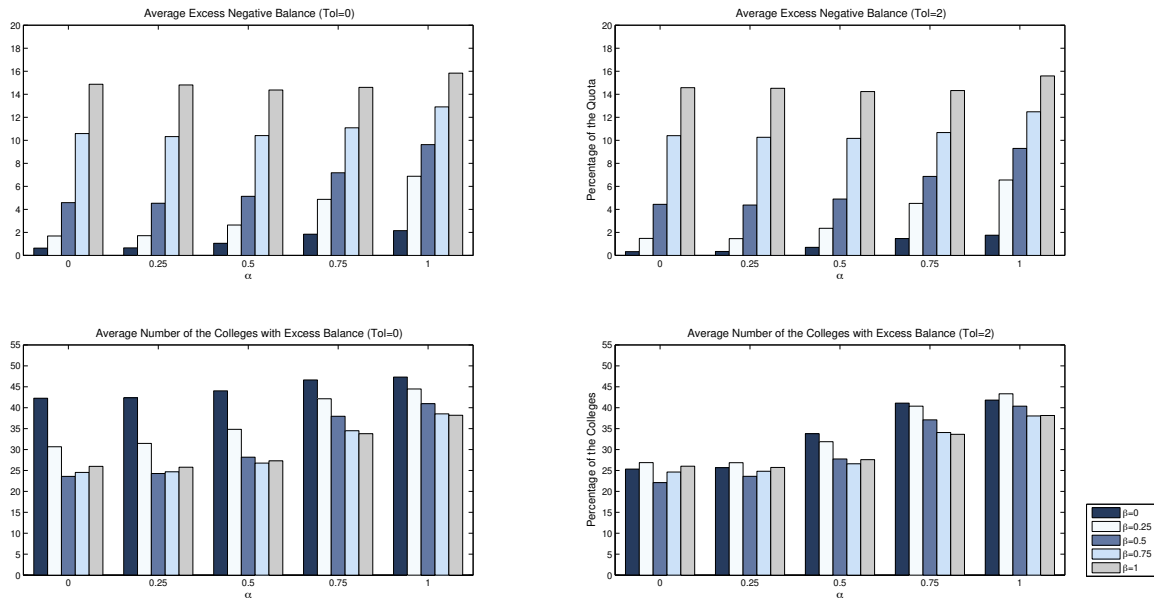 Average Excess Negative Balance (Tol=0)
20
18
16
14
12
10
8
6
4
2
0
0 0.25 0.5 0.75 1
α
Average Excess Negative Balance (Tol=2)
Percentage of the Quota
20
18
16
14
12
10
8
6
4
2
0
0 0.25 0.5 0.75 1
α
Average Number of the Colleges with Excess Balance (Tol=0)
55
50
45
40
35
30
25
20
15
10
5
0
0 0.25 0.5 0.75 1
α
Average Number of the Colleges with Excess Balance (Tol=2)
Percentage of the Colleges
55
50
45
40
35
30
25
20
15
10
5
0
0 0.25 0.5 0.75 1
α
β=0
β=0.25
β=0.5
β=0.75
β=1